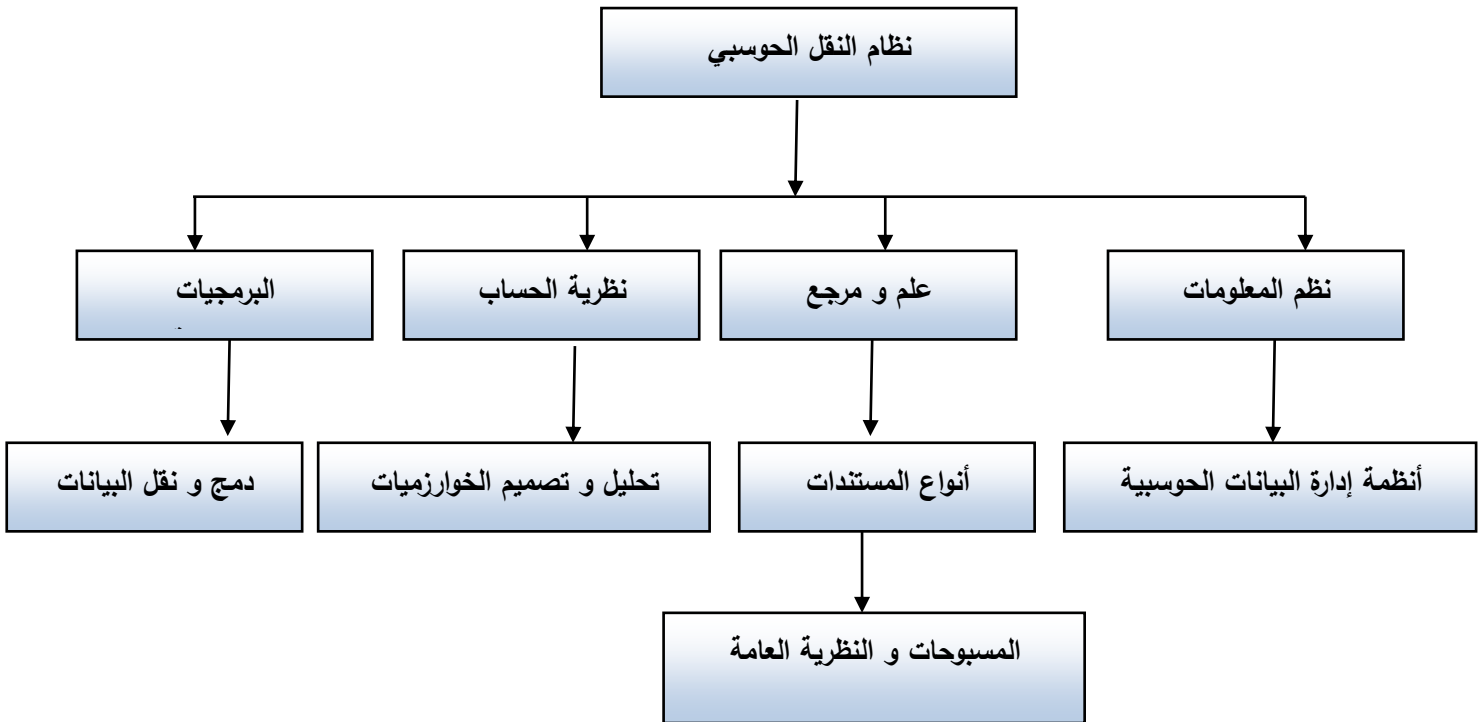 نظام النقل الحوسبي
نظم المعلومات
علم و مرجع
نظرية الحساب
البرمجيات
أنظمة إدارة البيانات الحوسبية
أنواع المستندات
تحليل و تصميم الخوارزميات
دمج و نقل البيانات
المسبوحات و النظرية العامة